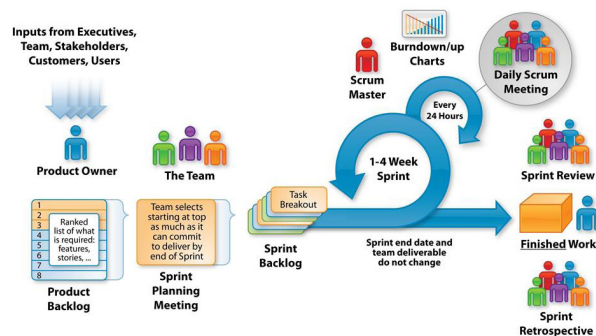 Inputs from Executives,
Team, Stakeholders,
Customers, Users
Product Owner
The Team
1
2
3
4
5
6
7
8
Ranked
list of what
is required:
features,
stories, ...
Product
Backlog
Team selects
starting at top
as much as it
can commit
to deliver by
end of Sprint
Sprint
Planning
Meeting
Task
Breakout
Sprint
Backlog
Scrum
Master
Burndown/up
Charts
Every
24 Hours
Daily Scrum
Meeting
1-4 Week
Sprint
Sprint end date and
team deliverable
do not change
Sprint Review
Finished Work
Sprint
Retrospective